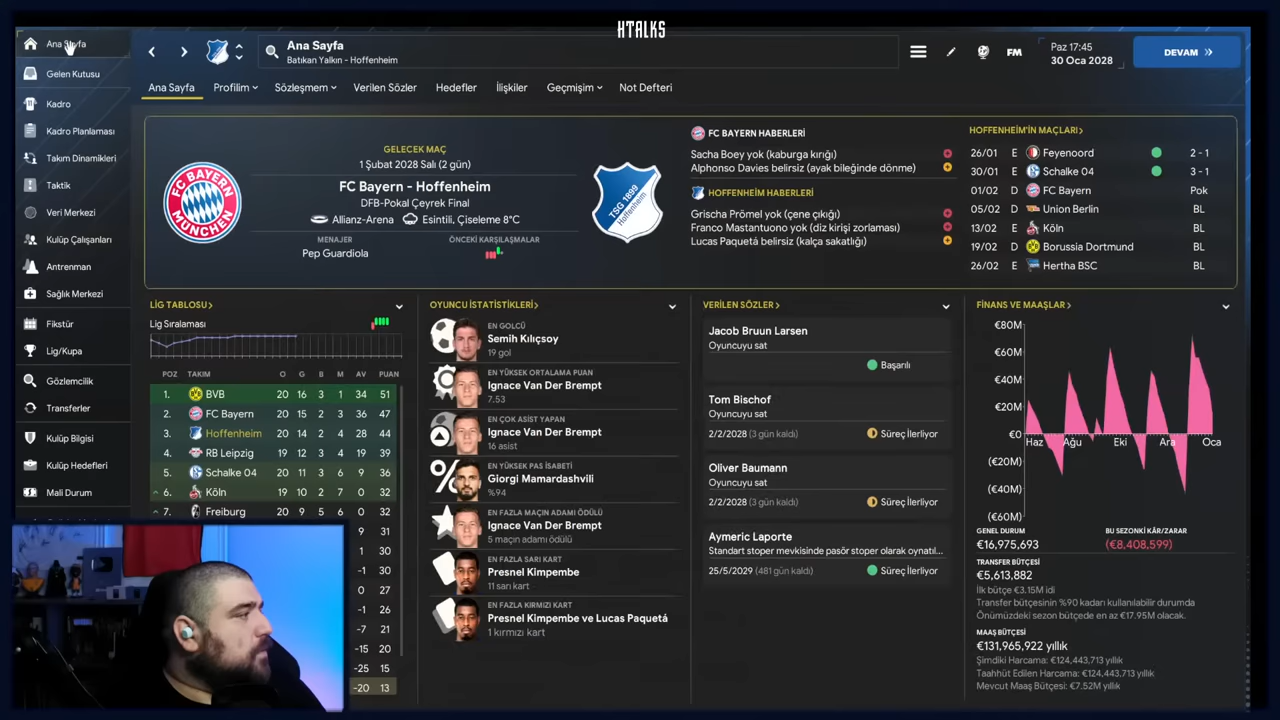 HTALKS
Ana Sayfa
Gelen Kutusu
Kadro
Kadro Planlaması
Takım Dinamikleri
Taktik
Veri Merkezi
Kulüp Çalışanları
Antrenman
Sağlık Merkezi
Fikstür
Lig/Kupa
Gözlemcilik
Transferler
Kulüp Bilgisi
Kulüp Hedefleri
Mali Durum
Ana Sayfa
Batıkan Yalkın - Hoffenheim
FM
Paz 17:45
30 Oca 2028
DEVAM
Ana Sayfa
Profilim
Sözleşmem
Verilen Sözler
Hedefler
İlişkiler
Geçmişim
Not Defteri
FC BAYERN MÜNCHEN
GELECEK MAÇ
1 Şubat 2028 Salı (2 gün)
FC Bayern - Hoffenheim
DFB-Pokal Çeyrek Final
Allianz-Arena
Esintili, Çiseleme 8°C
MENAJER
Pep Guardiola
ÖNCEKİ KARŞILAŞMALAR
TSG 1899 Hoffenheim
FC BAYERN HABERLERİ
Sacha Boey yok (kaburga kırığı)
Alphonso Davies belirsiz (ayak bileğinde dönme)
HOFFENHEIM HABERLERİ
Grischa Prömel yok (çene çıkığı)
Franco Mastantuono yok (diz kirişi zorlaması)
Lucas Paquetá belirsiz (kalça sakatlığı)
HOFFENHEIM'İN MAÇLARI
26/01 E Feyenoord 2 - 1
30/01 E Schalke 04 3 - 1
01/02 D FC Bayern Pok
05/02 D Union Berlin BL
13/02 E Köln BL
19/02 D Borussia Dortmund BL
26/02 E Hertha BSC BL
LİG TABLOSU
Lig Sıralaması
POZ TAKIM O G B M AV PUAN
1. BVB 20 16 3 1 34 51
2. FC Bayern 20 15 2 3 36 47
3. Hoffenheim 20 14 2 4 28 44
4. RB Leipzig 19 12 3 4 19 39
5. Schalke 04 20 11 3 6 9 36
6. Köln 19 10 2 7 0 32
7. Freiburg 20 9 5 6 0 32
9 31
1 30
-1 30
0 27
-1 26
-7 21
-15 20
-25 15
-20 13
OYUNCU İSTATİSTİKLERİ
EN GOLCÜ
Semih Kılıçsoy
19 gol
EN YÜKSEK ORTALAMA PUAN
Ignace Van Der Brempt
7.53
EN ÇOK ASİST YAPAN
Ignace Van Der Brempt
16 asist
EN YÜKSEK PAS İSABETİ
Giorgi Mamardashvili
%94
EN FAZLA MAÇIN ADAMI ÖDÜLÜ
Ignace Van Der Brempt
5 maçın adamı ödülü
EN FAZLA SARI KART
Presnel Kimpembe
11 sarı kart
EN FAZLA KIRMIZI KART
Presnel Kimpembe ve Lucas Paquetá
1 kırmızı kart
VERİLEN SÖZLER
Jacob Bruun Larsen
Oyuncuyu sat
Başarılı
Tom Bischof
Oyuncuyu sat
2/2/2028 (3 gün kaldı) Süreç İlerliyor
Oliver Baumann
Oyuncuyu sat
2/2/2028 (3 gün kaldı) Süreç İlerliyor
Aymeric Laporte
Standart stoper mevkisinde pasör stoper olarak oynatıl...
25/5/2029 (481 gün kaldı) Süreç İlerliyor
FİNANS VE MAAŞLAR
€80M
€60M
€40M
€20M
€0
(€20M)
(€40M)
(€60M)
Haz Ağu Eki Ara Oca
GENEL DURUM
€16,975,693
BU SEZONKİ KÂR/ZARAR
(€8,408,599)
TRANSFER BÜTÇESİ
€5,613,882
İlk bütçe €3.15M idi
Transfer bütçesinin %90 kadarı kullanılabilir durumda
Önümüzdeki sezon bütçede en az €17.95M olacak.
MAAŞ BÜTÇESİ
€131,965,922 yıllık
Şimdiki Harcama: €124,443,713 yıllık
Taahhüt Edilen Harcama: €124,443,713 yıllık
Mevcut Maaş Bütçesi: €7.52M yıllık